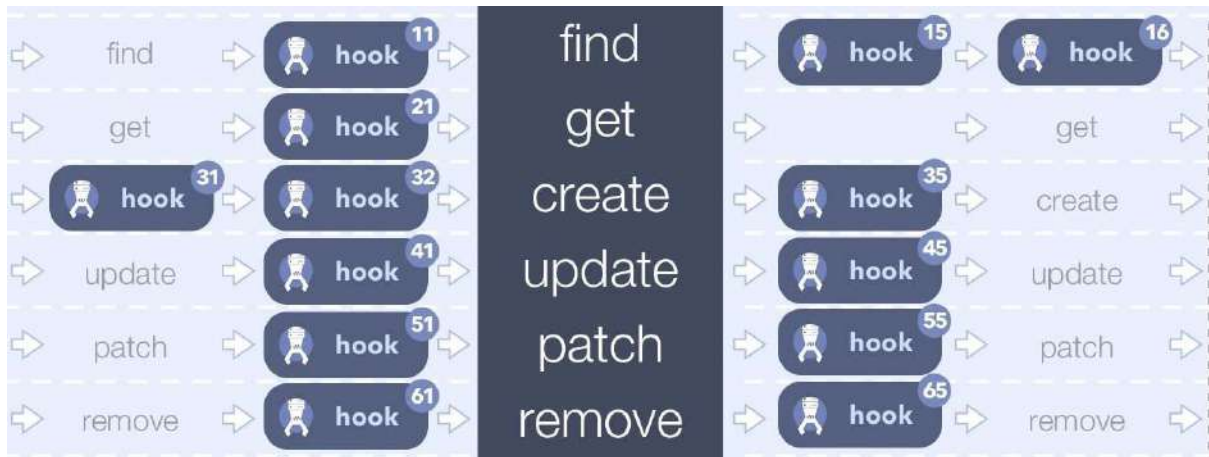 find hook 11 find hook 15 hook 16
get hook 21 get get
hook 31 hook 32 create hook 35 create
update hook 41 update hook 45 update
patch hook 51 patch hook 55 patch
remove hook 61 remove hook 65 remove